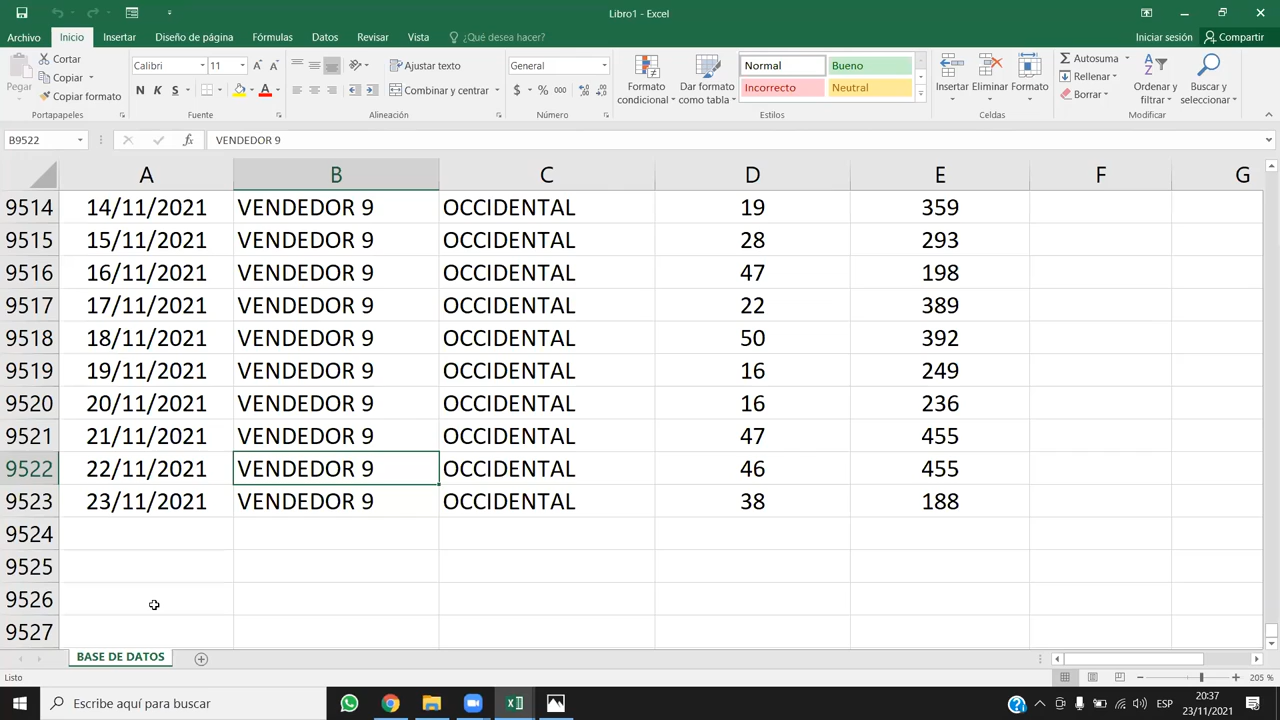 Libro1 - Excel
Archivo Inicio Insertar Diseño de página Fórmulas Datos Revisar Vista ¿Qué desea hacer? Iniciar sesión Compartir
Pegar
Cortar
Copiar
Copiar formato
Portapapeles
Calibri 11
N K S
Fuente
Ajustar texto
Combinar y centrar
Alineación
General
$ % 000
Número
Formato condicional
Dar formato como tabla
Normal Bueno
Incorrecto Neutral
Estilos
Insertar Eliminar Formato
Celdas
Autosuma
Rellenar
Borrar
Ordenar y filtrar
Buscar y seleccionar
Modificar
B9522 fx VENDEDOR 9
A B C D E F G
9514 14/11/2021 VENDEDOR 9 OCCIDENTAL 19 359
9515 15/11/2021 VENDEDOR 9 OCCIDENTAL 28 293
9516 16/11/2021 VENDEDOR 9 OCCIDENTAL 47 198
9517 17/11/2021 VENDEDOR 9 OCCIDENTAL 22 389
9518 18/11/2021 VENDEDOR 9 OCCIDENTAL 50 392
9519 19/11/2021 VENDEDOR 9 OCCIDENTAL 16 249
9520 20/11/2021 VENDEDOR 9 OCCIDENTAL 16 236
9521 21/11/2021 VENDEDOR 9 OCCIDENTAL 47 455
9522 22/11/2021 VENDEDOR 9 OCCIDENTAL 46 455
9523 23/11/2021 VENDEDOR 9 OCCIDENTAL 38 188
9524
9525
9526
9527
BASE DE DATOS
Listo 205 %
Escribe aquí para buscar ESP 20:37
23/11/2021